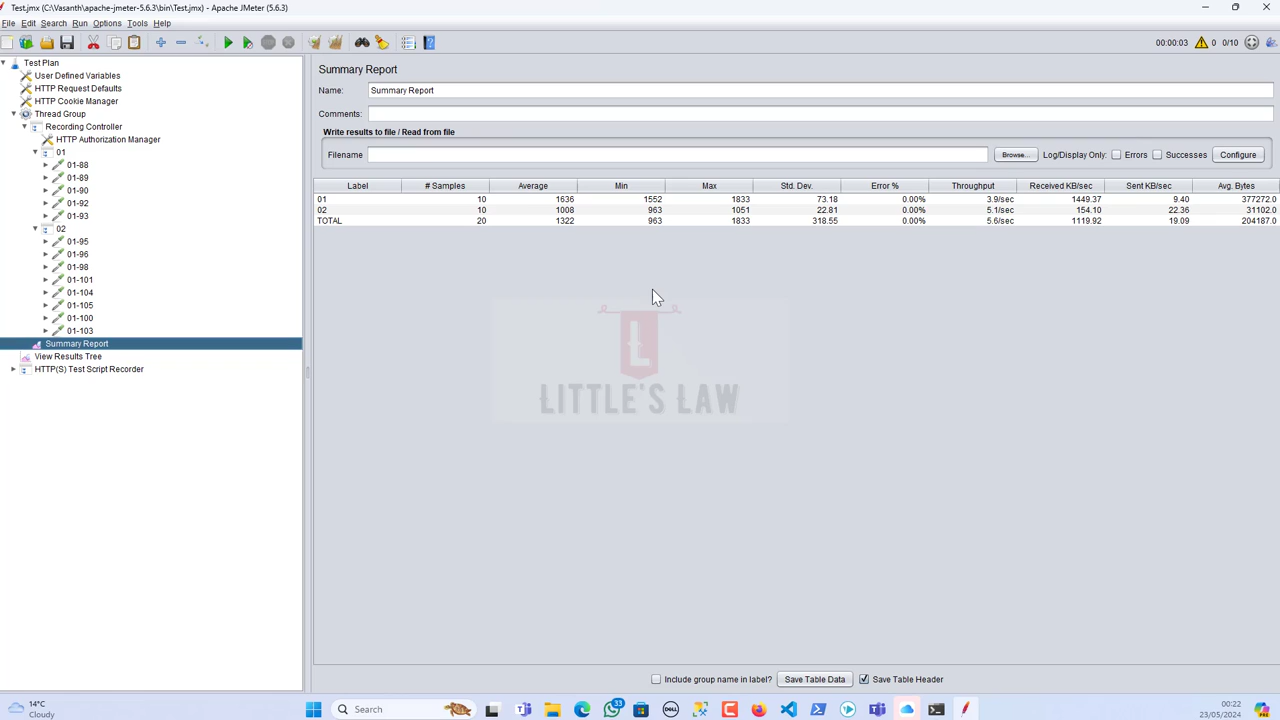 Test.jmx (C:\Vasanth\apache-jmeter-5.6.3\bin\Test.jmx) - Apache JMeter (5.6.3)
File Edit Search Run Options Tools Help
00:00:03 0 0/10
Test Plan
User Defined Variables
HTTP Request Defaults
HTTP Cookie Manager
Thread Group
Recording Controller
HTTP Authorization Manager
01
01-88
01-89
01-90
01-92
01-93
02
01-95
01-96
01-98
01-101
01-104
01-105
01-100
01-103
Summary Report
View Results Tree
HTTP(S) Test Script Recorder
Summary Report
Name: Summary Report
Comments:
Write results to file / Read from file
Filename Browse... Log/Display Only: Errors Successes Configure
Label # Samples Average Min Max Std. Dev. Error % Throughput Received KB/sec Sent KB/sec Avg. Bytes
01 10 1636 1552 1833 73.18 0.00% 3.9/sec 1449.37 9.40 377272.0
02 10 1008 963 1051 22.81 0.00% 5.1/sec 154.10 22.36 31102.0
TOTAL 20 1322 963 1833 318.55 0.00% 5.6/sec 1119.92 19.09 204187.0
L
LITTLE'S LAW
Include group name in label? Save Table Data Save Table Header
14°C
Cloudy
Search
33
DELL
00:22
23/05/2024